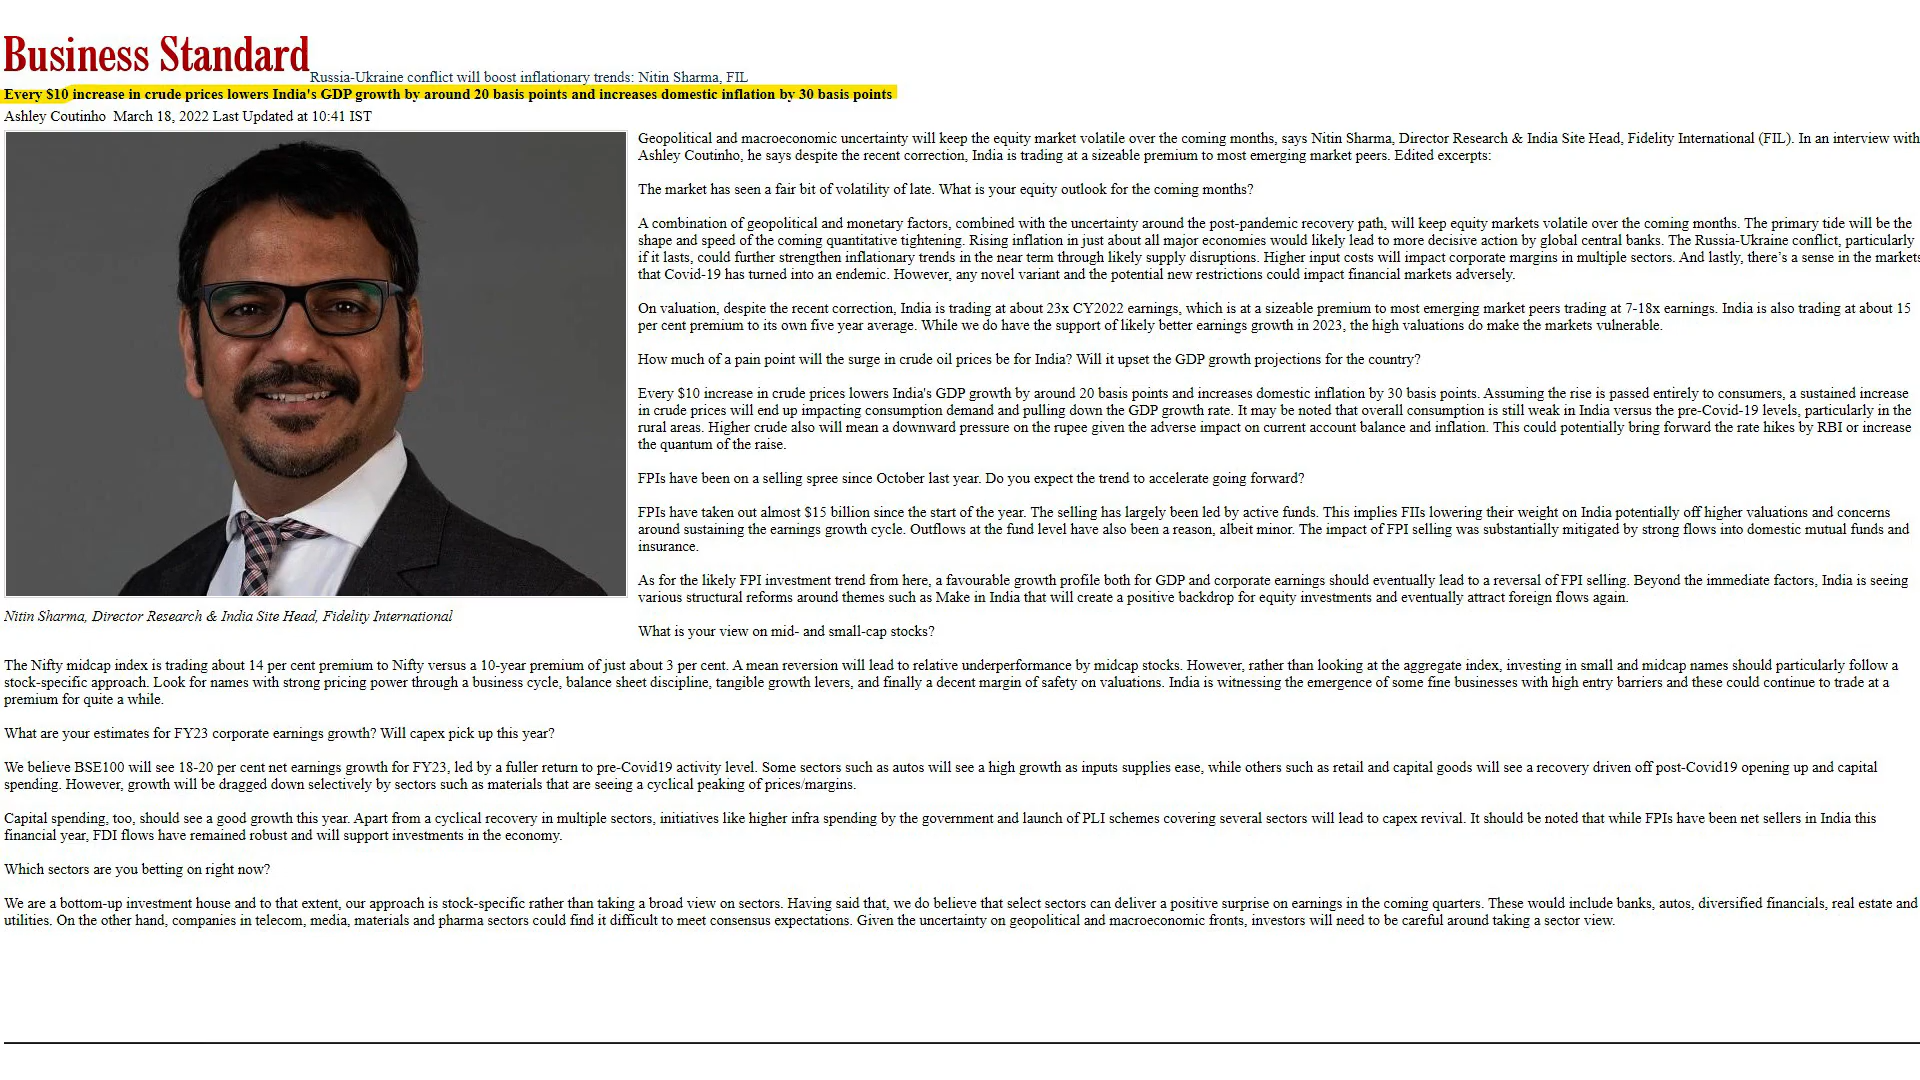 Business Standard
Russia-Ukraine conflict will boost inflationary trends: Nitin Sharma, FIL
Every $10 increase in crude prices lowers India's GDP growth by around 20 basis points and increases domestic inflation by 30 basis points
Ashley Coutinho  March 18, 2022 Last Updated at 10:41 IST
Geopolitical and macroeconomic uncertainty will keep the equity market volatile over the coming months, says Nitin Sharma, Director Research & India Site Head, Fidelity International (FIL). In an interview with
Ashley Coutinho, he says despite the recent correction, India is trading at a sizeable premium to most emerging market peers. Edited excerpts:
The market has seen a fair bit of volatility of late. What is your equity outlook for the coming months?
A combination of geopolitical and monetary factors, combined with the uncertainty around the post-pandemic recovery path, will keep equity markets volatile over the coming months. The primary tide will be the
shape and speed of the coming quantitative tightening. Rising inflation in just about all major economies would likely lead to more decisive action by global central banks. The Russia-Ukraine conflict, particularly
if it lasts, could further strengthen inflationary trends in the near term through likely supply disruptions. Higher input costs will impact corporate margins in multiple sectors. And lastly, there's a sense in the markets
that Covid-19 has turned into an endemic. However, any novel variant and the potential new restrictions could impact financial markets adversely.
On valuation, despite the recent correction, India is trading at about 23x CY2022 earnings, which is at a sizeable premium to most emerging market peers trading at 7-18x earnings. India is also trading at about 15
per cent premium to its own five year average. While we do have the support of likely better earnings growth in 2023, the high valuations do make the markets vulnerable.
How much of a pain point will the surge in crude oil prices be for India? Will it upset the GDP growth projections for the country?
Every $10 increase in crude prices lowers India's GDP growth by around 20 basis points and increases domestic inflation by 30 basis points. Assuming the rise is passed entirely to consumers, a sustained increase
in crude prices will end up impacting consumption demand and pulling down the GDP growth rate. It may be noted that overall consumption is still weak in India versus the pre-Covid-19 levels, particularly in the
rural areas. Higher crude also will mean a downward pressure on the rupee given the adverse impact on current account balance and inflation. This could potentially bring forward the rate hikes by RBI or increase
the quantum of the raise.
FPIs have been on a selling spree since October last year. Do you expect the trend to accelerate going forward?
FPIs have taken out almost $15 billion since the start of the year. The selling has largely been led by active funds. This implies FIIs lowering their weight on India potentially off higher valuations and concerns
around sustaining the earnings growth cycle. Outflows at the fund level have also been a reason, albeit minor. The impact of FPI selling was substantially mitigated by strong flows into domestic mutual funds and
insurance.
As for the likely FPI investment trend from here, a favourable growth profile both for GDP and corporate earnings should eventually lead to a reversal of FPI selling. Beyond the immediate factors, India is seeing
various structural reforms around themes such as Make in India that will create a positive backdrop for equity investments and eventually attract foreign flows again.
Nitin Sharma, Director Research & India Site Head, Fidelity International
What is your view on mid- and small-cap stocks?
The Nifty midcap index is trading about 14 per cent premium to Nifty versus a 10-year premium of just about 3 per cent. A mean reversion will lead to relative underperformance by midcap stocks. However, rather than looking at the aggregate index, investing in small and midcap names should particularly follow a
stock-specific approach. Look for names with strong pricing power through a business cycle, balance sheet discipline, tangible growth levers, and finally a decent margin of safety on valuations. India is witnessing the emergence of some fine businesses with high entry barriers and these could continue to trade at a
premium for quite a while.
What are your estimates for FY23 corporate earnings growth? Will capex pick up this year?
We believe BSE100 will see 18-20 per cent net earnings growth for FY23, led by a fuller return to pre-Covid19 activity level. Some sectors such as autos will see a high growth as inputs supplies ease, while others such as retail and capital goods will see a recovery driven off post-Covid19 opening up and capital
spending. However, growth will be dragged down selectively by sectors such as materials that are seeing a cyclical peaking of prices/margins.
Capital spending, too, should see a good growth this year. Apart from a cyclical recovery in multiple sectors, initiatives like higher infra spending by the government and launch of PLI schemes covering several sectors will lead to capex revival. It should be noted that while FPIs have been net sellers in India this
financial year, FDI flows have remained robust and will support investments in the economy.
Which sectors are you betting on right now?
We are a bottom-up investment house and to that extent, our approach is stock-specific rather than taking a broad view on sectors. Having said that, we do believe that select sectors can deliver a positive surprise on earnings in the coming quarters. These would include banks, autos, diversified financials, real estate and
utilities. On the other hand, companies in telecom, media, materials and pharma sectors could find it difficult to meet consensus expectations. Given the uncertainty on geopolitical and macroeconomic fronts, investors will need to be careful around taking a sector view.